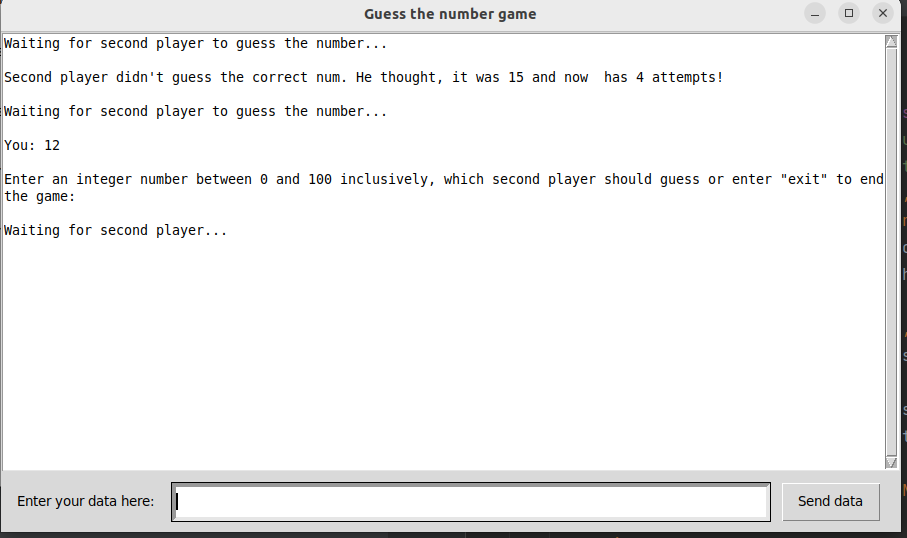 Guess the number game
Waiting for second player to guess the number...
Second player didn't guess the correct num. He thought, it was 15 and now  has 4 attempts!
Waiting for second player to guess the number...
You: 12
Enter an integer number between 0 and 100 inclusively, which second player should guess or enter "exit" to end
the game:
Waiting for second player...
Enter your data here:
Send data